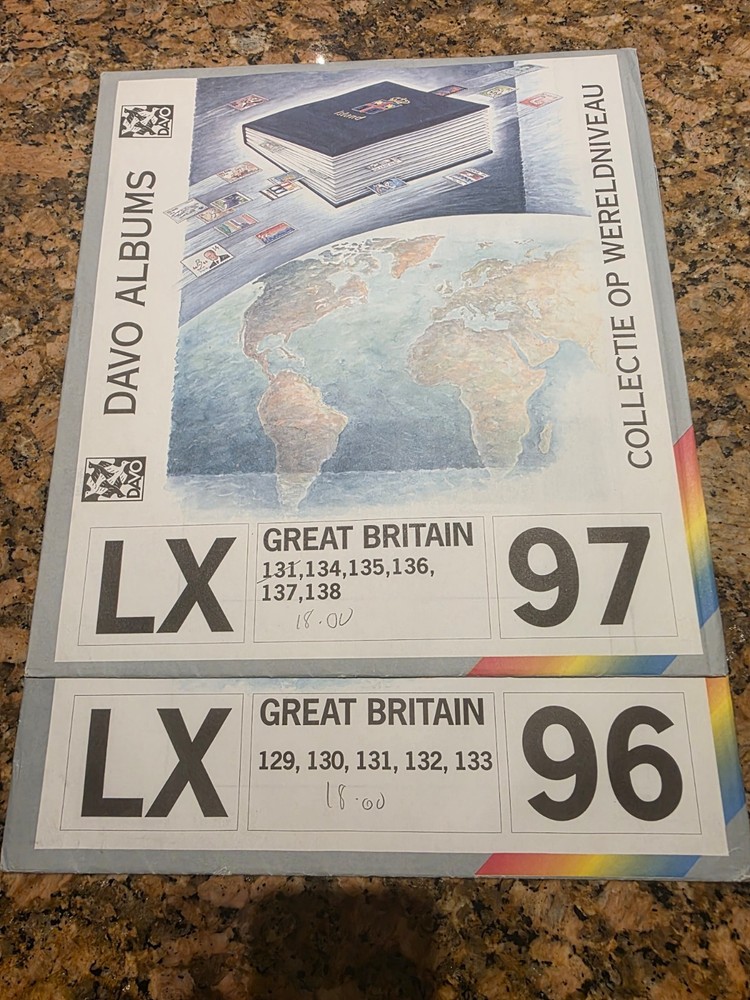 DAVO
DAVO ALBUMS
DAVO
Island
COLLECTIE OP WERELDNIVEAU
LX
GREAT BRITAIN
131,134,135,136,
137,138
18.00
97
LX
GREAT BRITAIN
129, 130, 131, 132, 133
18.00
96